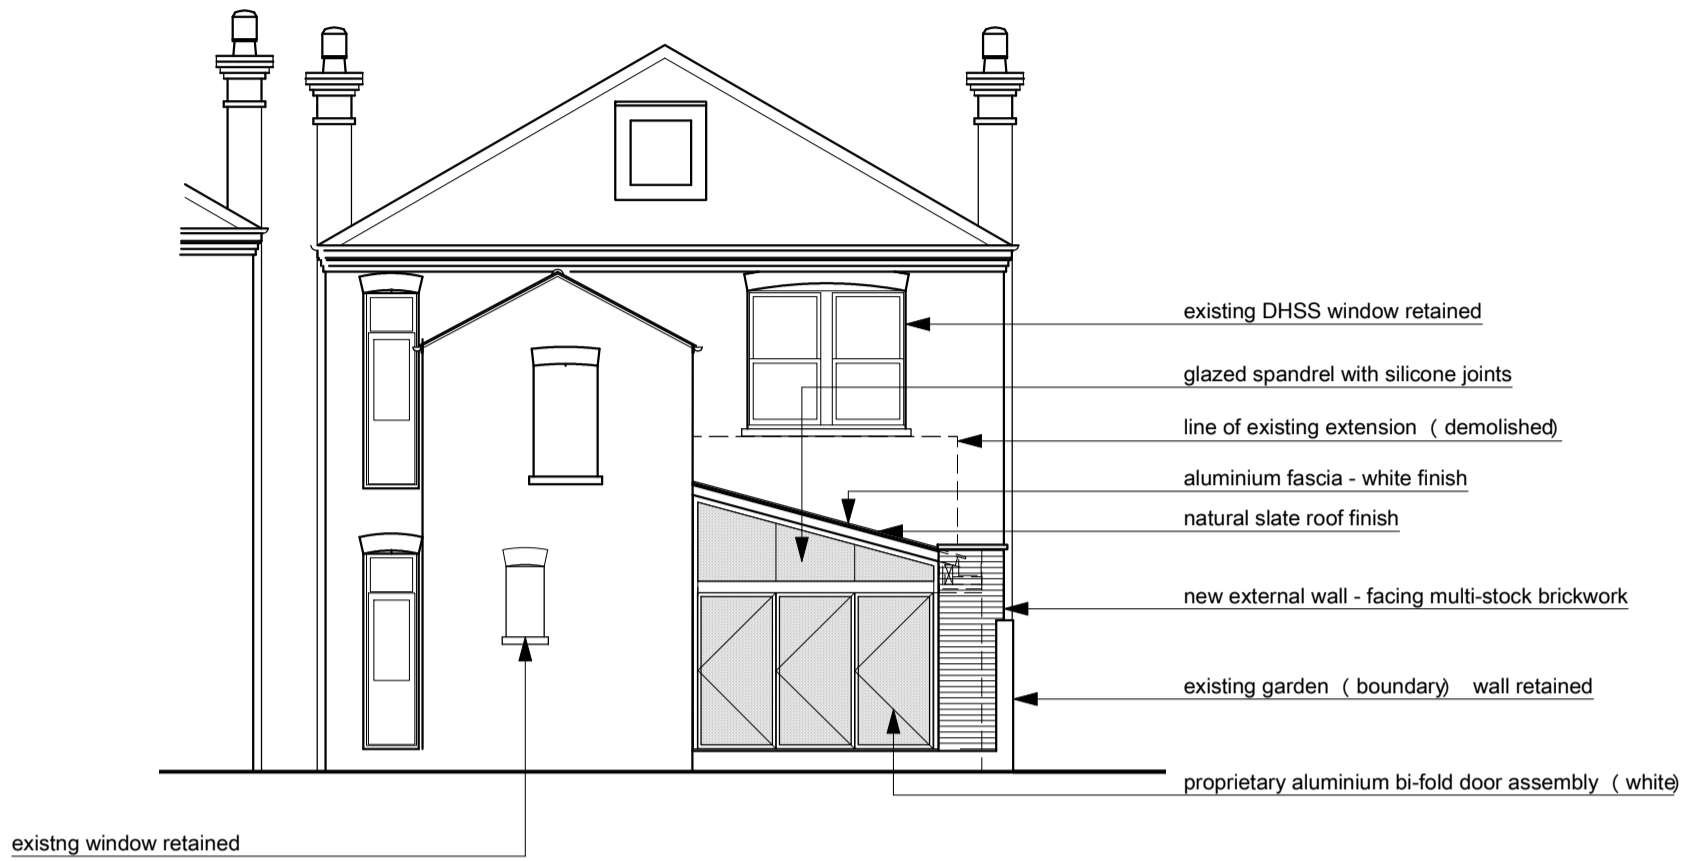 existing DHSS window retained
glazed spandrel with silicone joints
line of existing extension ( demolished)
aluminium fascia - white finish
natural slate roof finish
new external wall - facing multi-stock brickwork
existing garden ( boundary) wall retained
proprietary aluminium bi-fold door assembly ( white)
existng window retained